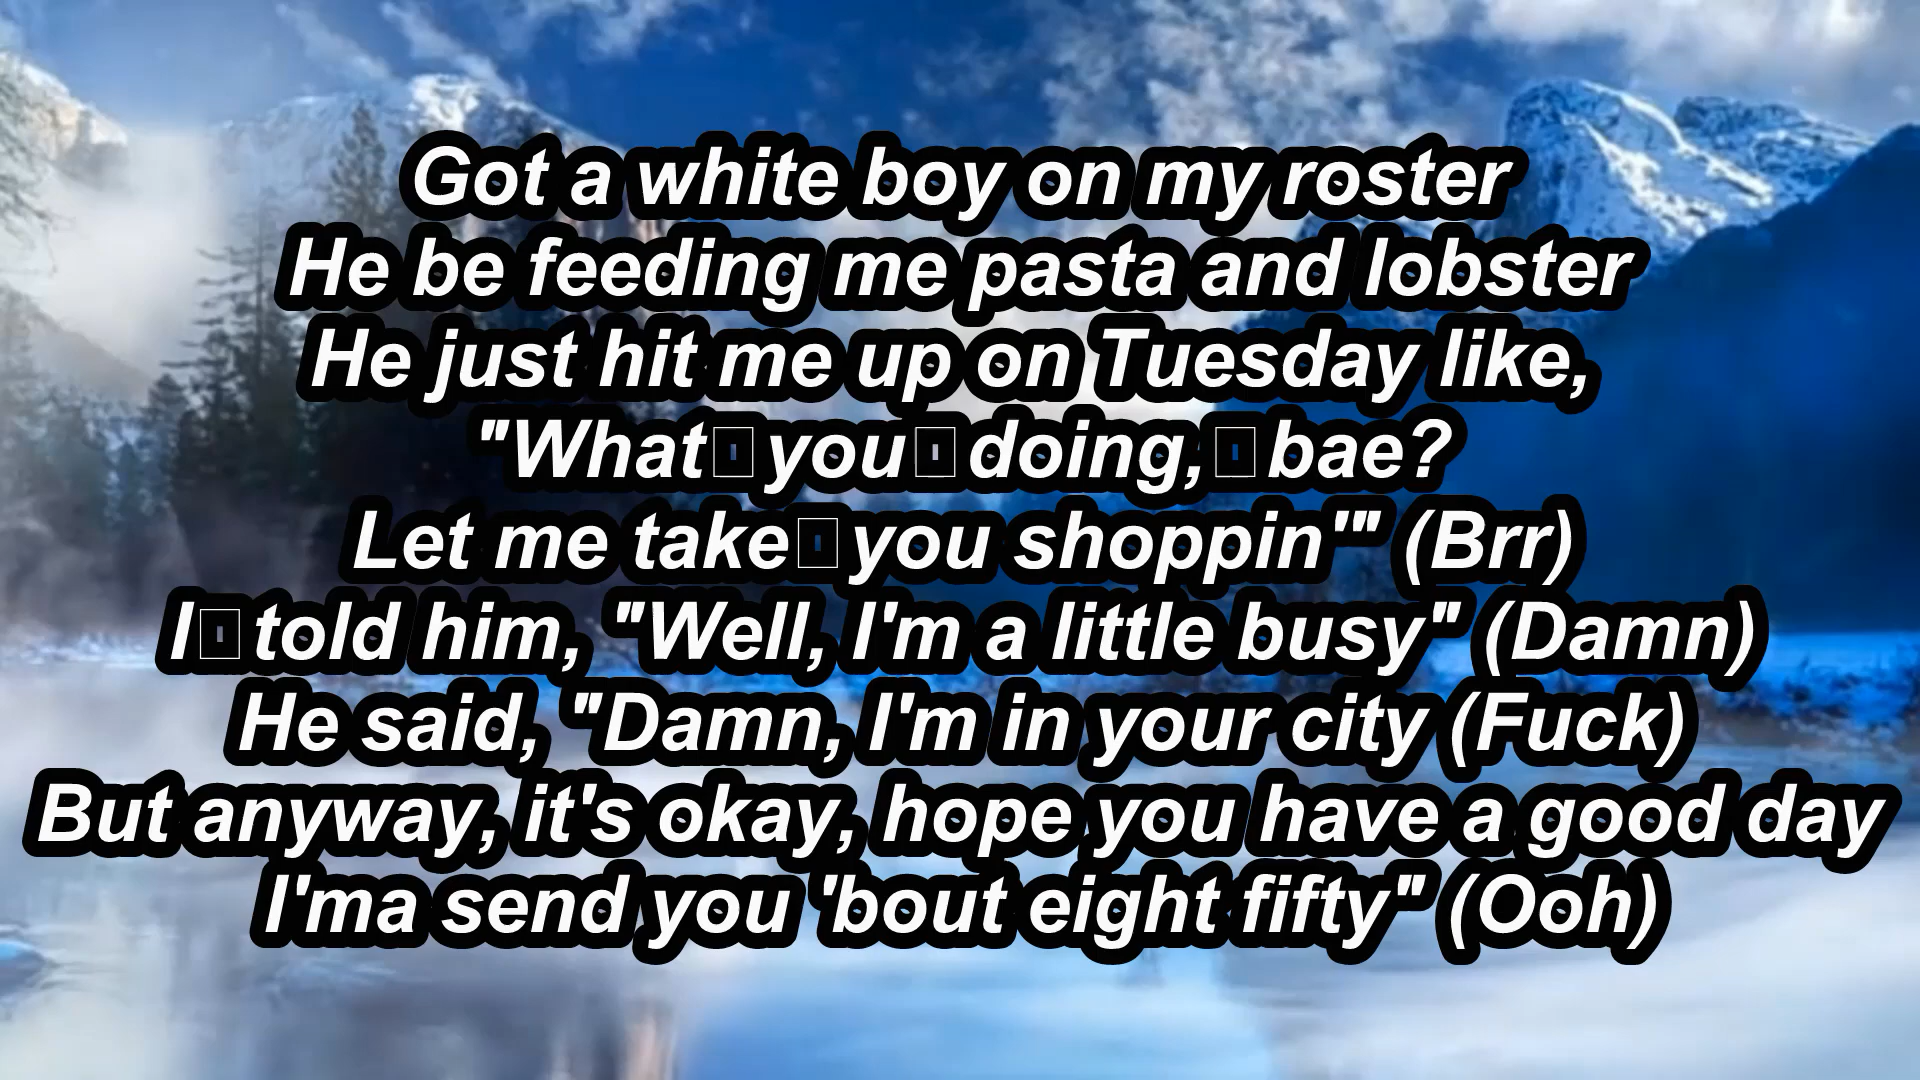 Got a white boy on my roster
He be feeding me pasta and lobster
He just hit me up on Tuesday like,
"What▯you▯doing,▯bae?
Let me take▯you shoppin'" (Brr)
I▯told him, "Well, I'm a little busy" (Damn)
He said, "Damn, I'm in your city (Fuck)
But anyway, it's okay, hope you have a good day
I'ma send you 'bout eight fifty" (Ooh)